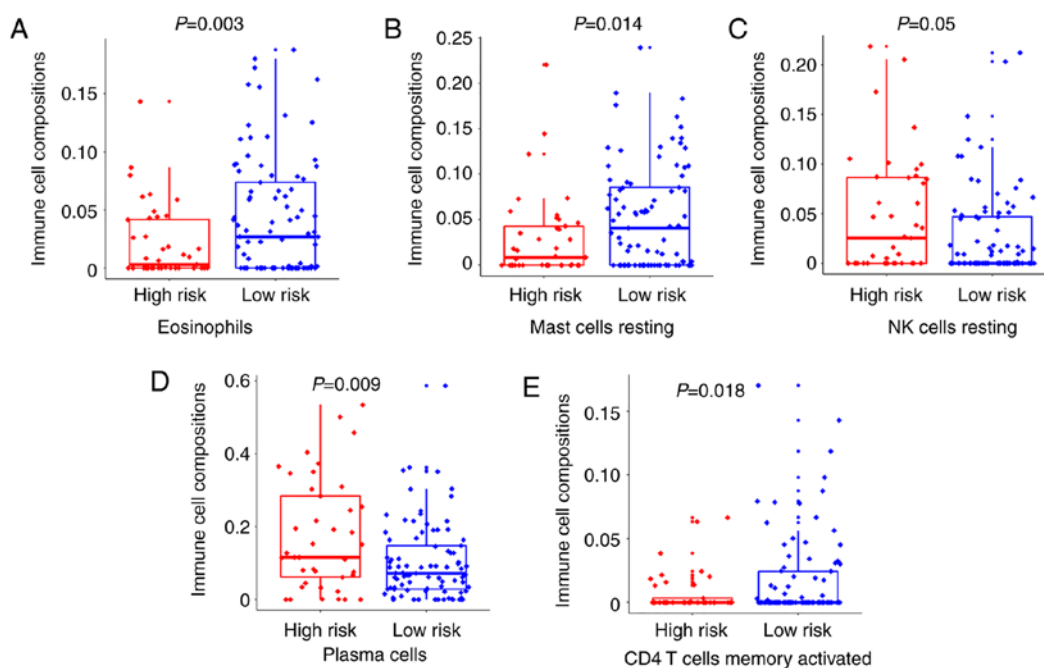 A
P=0.003
Immune cell compositions
0.15
0.10
0.05
0
High risk
Low risk
Eosinophils
B
P=0.014
Immune cell compositions
0.25
0.20
0.15
0.10
0.05
0
High risk
Low risk
Mast cells resting
C
P=0.05
Immune cell compositions
0.20
0.15
0.10
0.05
0
High risk
Low risk
NK cells resting
D
P=0.009
Immune cell compositions
0.6
0.4
0.2
0
High risk
Low risk
Plasma cells
E
P=0.018
Immune cell compositions
0.15
0.10
0.05
0
High risk
Low risk
CD4 T cells memory activated